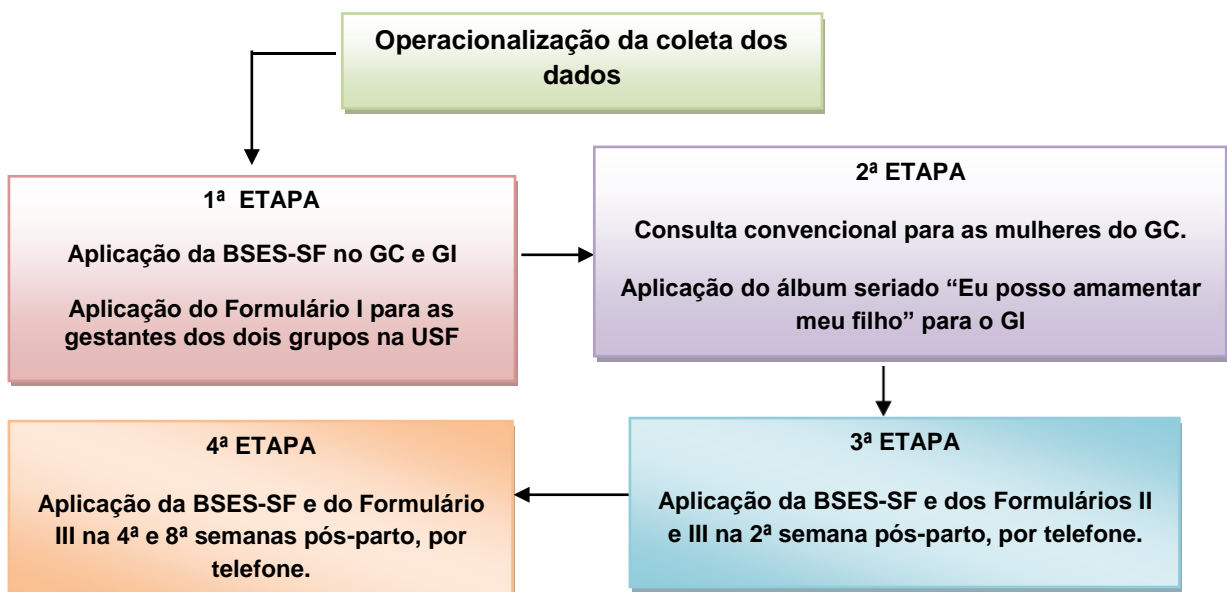 Operacionalização da coleta dos
dados
1ª ETAPA
Aplicação da BSES-SF no GC e GI
Aplicação do Formulário I para as
gestantes dos dois grupos na USF
2ª ETAPA
Consulta convencional para as mulheres do GC.
Aplicação do álbum seriado “Eu posso amamentar
meu filho” para o GI
3ª ETAPA
Aplicação da BSES-SF e dos Formulários II
e III na 2ª semana pós-parto, por telefone.
4ª ETAPA
Aplicação da BSES-SF e do Formulário
III na 4ª e 8ª semanas pós-parto, por
telefone.